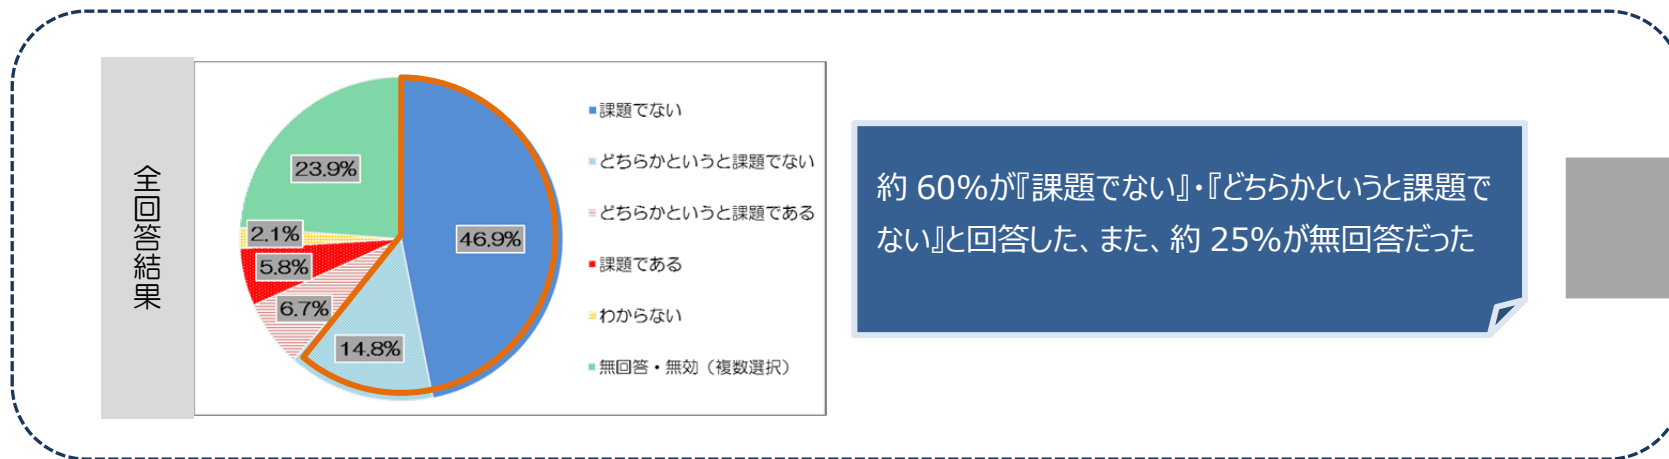 全回答結果
23.9%
2.1%
5.8%
6.7%
14.8%
46.9%
課題でない
どちらかというと課題でない
どちらかというと課題である
課題である
わからない
無回答・無効（複数選択）
約 60%が『課題でない』・『どちらかというと課題で
ない』と回答した、また、約 25%が無回答だった